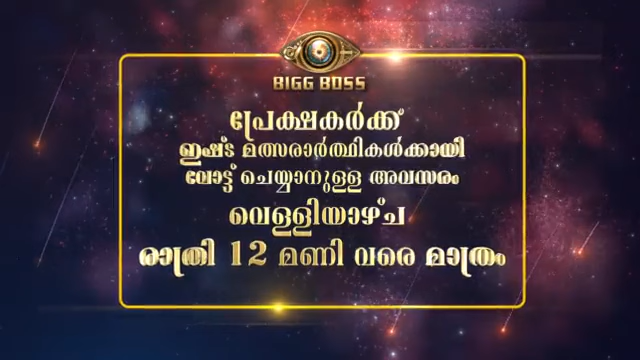 BIGG BOSS
പ്രേക്ഷകർക്ക്
ഇഷ്ട മത്സരാർത്ഥികൾക്കായി
വോട്ട് ചെയ്യാനുള്ള അവസരം
വെള്ളിയാഴ്ച
രാത്രി 12 മണി വരെ മാത്രം